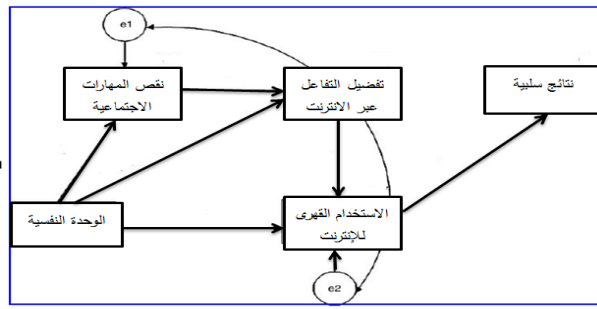 e1
نقص المهارات
الاجتماعية
تفضيل التفاعل
عبر الانترنت
نتائج سلبية
الوحدة النفسية
الاستخدام القهرى
للإنترنت
e2